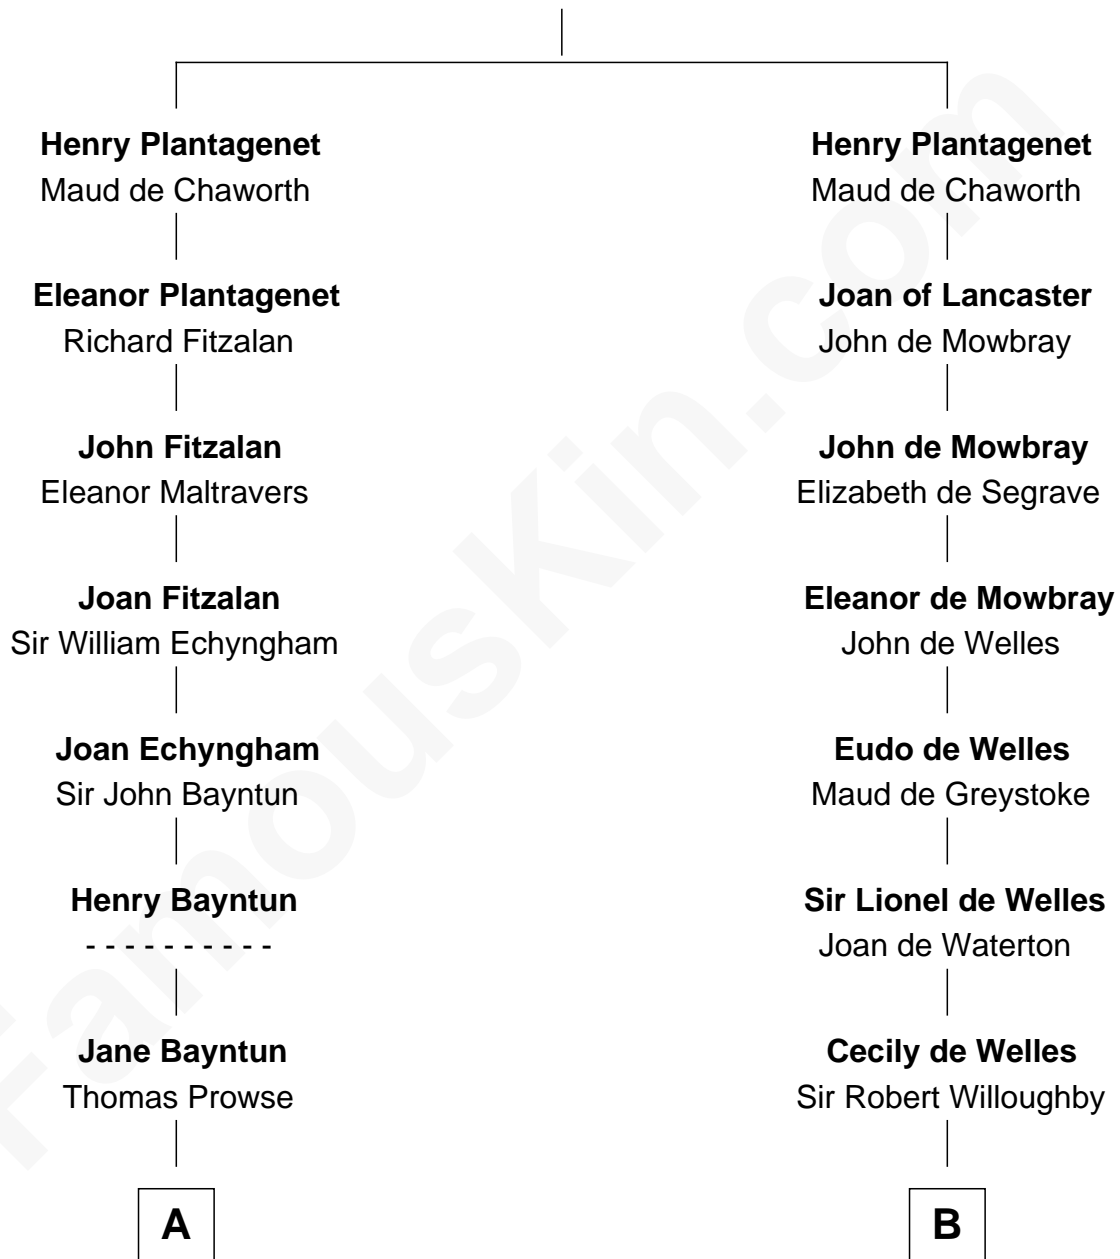 Henry Plantagenet
Maud de Chaworth
Eleanor Plantagenet
Richard Fitzalan
John Fitzalan
Eleanor Maltravers
Joan Fitzalan
Sir William Echyngham
Joan Echyngham
Sir John Bayntun
Henry Bayntun
- - - - - - - - - -
Jane Bayntun
Thomas Prowse
A
Henry Plantagenet
Maud de Chaworth
Joan of Lancaster
John de Mowbray
John de Mowbray
Elizabeth de Segrave
Eleanor de Mowbray
John de Welles
Eudo de Welles
Maud de Greystoke
Sir Lionel de Welles
Joan de Waterton
Cecily de Welles
Sir Robert Willoughby
B
FamousKin.com